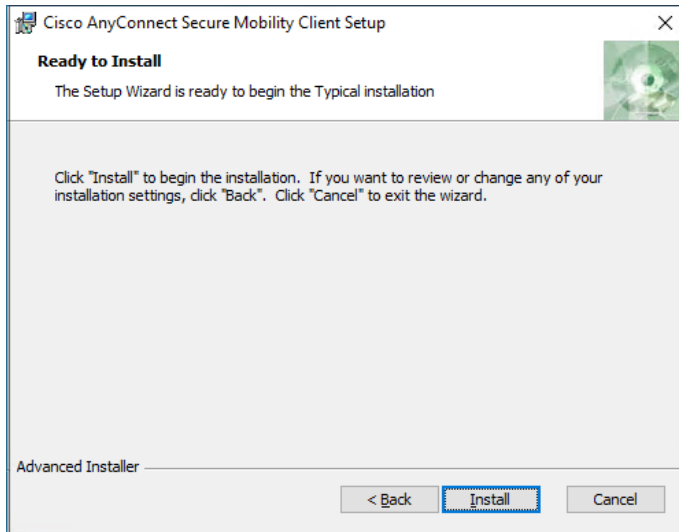 Cisco AnyConnect Secure Mobility Client Setup
Ready to Install
The Setup Wizard is ready to begin the Typical installation
Click "Install" to begin the installation.  If you want to review or change any of your
installation settings, click "Back".  Click "Cancel" to exit the wizard.
Advanced Installer
< Back
Install
Cancel